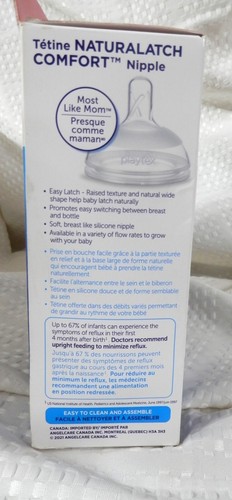 Tétine NATURALATCH
COMFORT™ Nipple
Most
Like Mom™
Presque
comme
maman
Playtex
• Easy Latch - Raised texture and natural wide
shape help baby latch naturally
• Promotes easy switching between breast
and bottle
• Soft, breast like silicone nipple
• Available in a variety of flow rates to grow
with your baby
• Prise en bouche facile grâce à la partie texturée
en relief et à la base large de forme naturelle
qui encouragent bébé à prendre la tétine
naturellement
• Facilite l'alternance entre le sein et le biberon
• Tétine en silicone douce et de forme semblable
au sein
• Tétine offerte dans des débits variés permettant
de grandir au rythme de votre bébé
Up to 67% of infants can experience the
symptoms of reflux in their first
4 months after birth¹. Doctors recommend
upright feeding to minimize reflux.
Jusqu'à 67 % des nourrissons peuvent
présenter des symptômes de reflux
gastrique au cours des 4 premiers mois
après la naissance¹. Pour réduire au
minimum le reflux, les médecins
recommandent une alimentation
en position redressée.
EASY TO CLEAN AND ASSEMBLE
FACILE À NETTOYER ET À ASSEMBLER
CANADA: IMPORTED BY/ IMPORTÉ PAR
ANGELCARE CANADA INC. MONTREAL (QUEBEC)
© 2021 ANGELCARE CANADA INC.